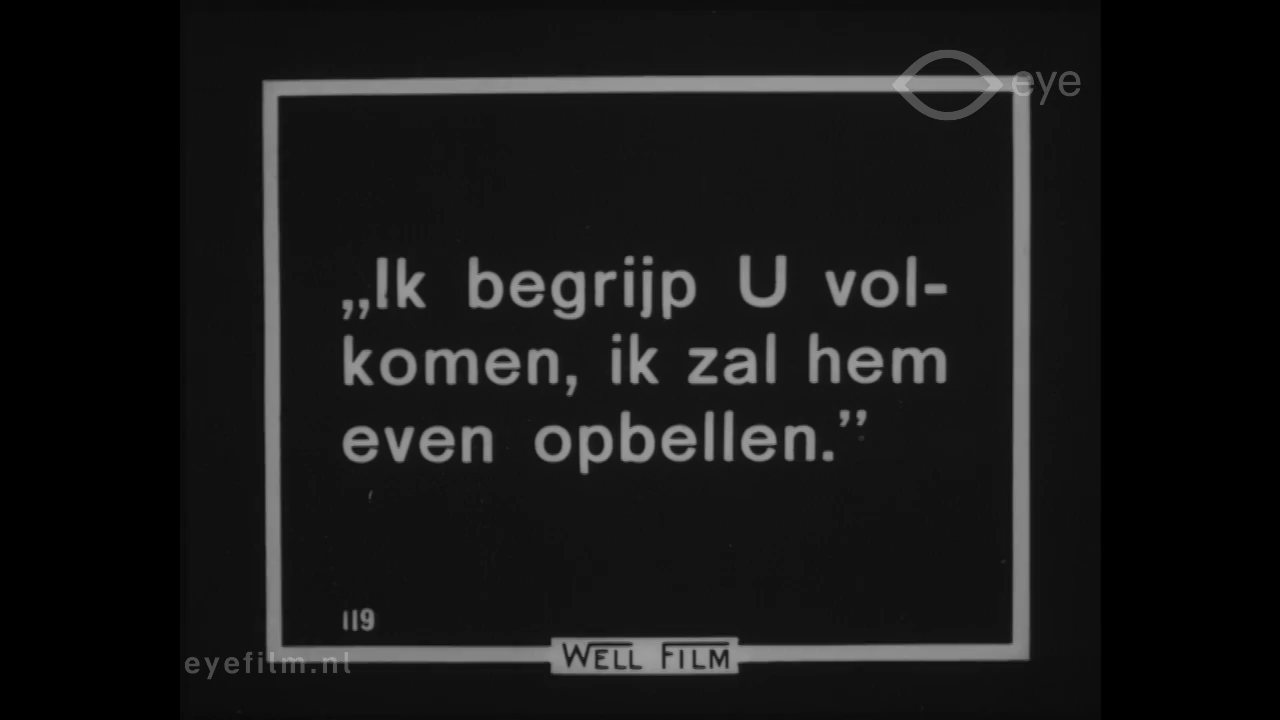 eye
„Ik begrijp U vol-
komen, ik zal hem
even opbellen.”
119
WELL FILM
eyefilm.nl